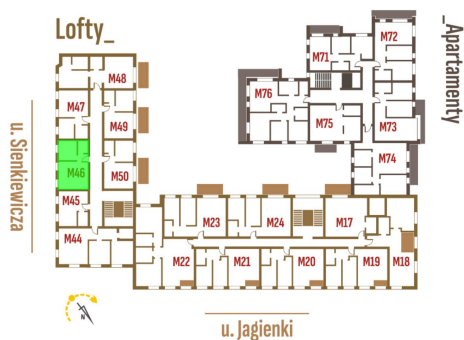 Lofty_
_Apartamenty
M72
M71
M48
M76
M47
M49
M75
M73
M46
M50
M74
M45
M23
M24
M17
M44
M22
M21
M20
M19
M18
u. Sienkiewicza
N
u. Jagienki